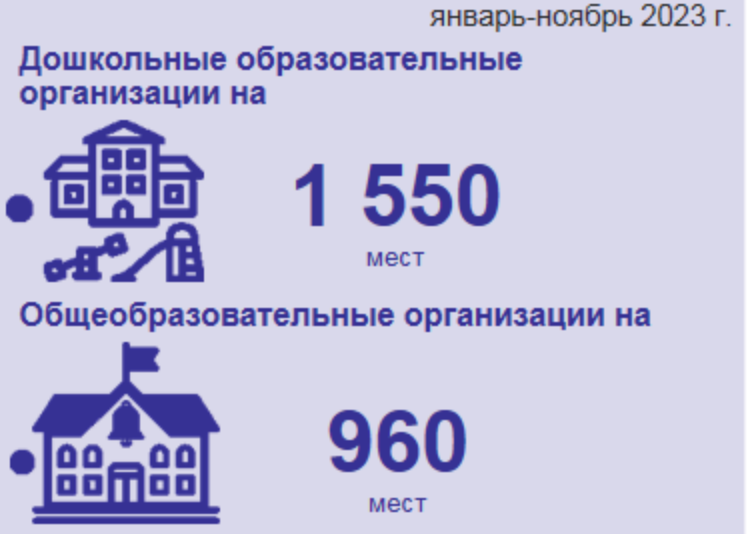 январь-ноябрь 2023 г.
Дошкольные образовательные
организации на
1 550
мест
Общеобразовательные организации на
960
мест